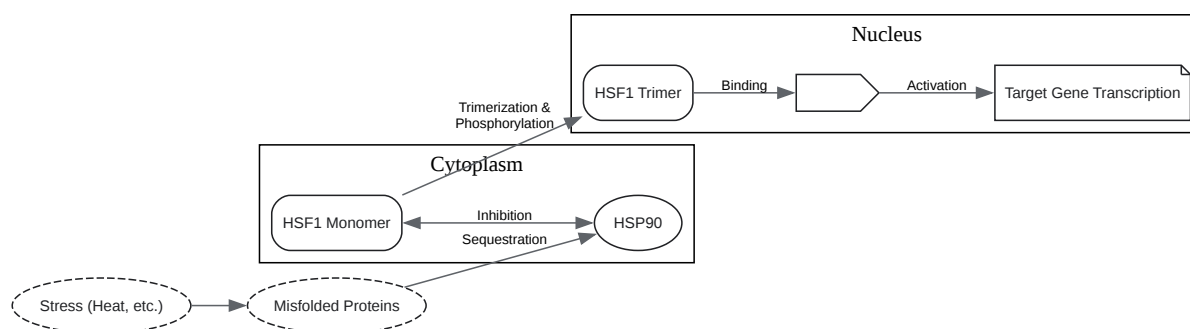 Nucleus
HSF1 Trimer
Binding
Activation
Target Gene Transcription
Trimerization &
Phosphorylation
Cytoplasm
HSF1 Monomer
Inhibition
HSP90
Sequestration
Stress (Heat, etc.)
Misfolded Proteins